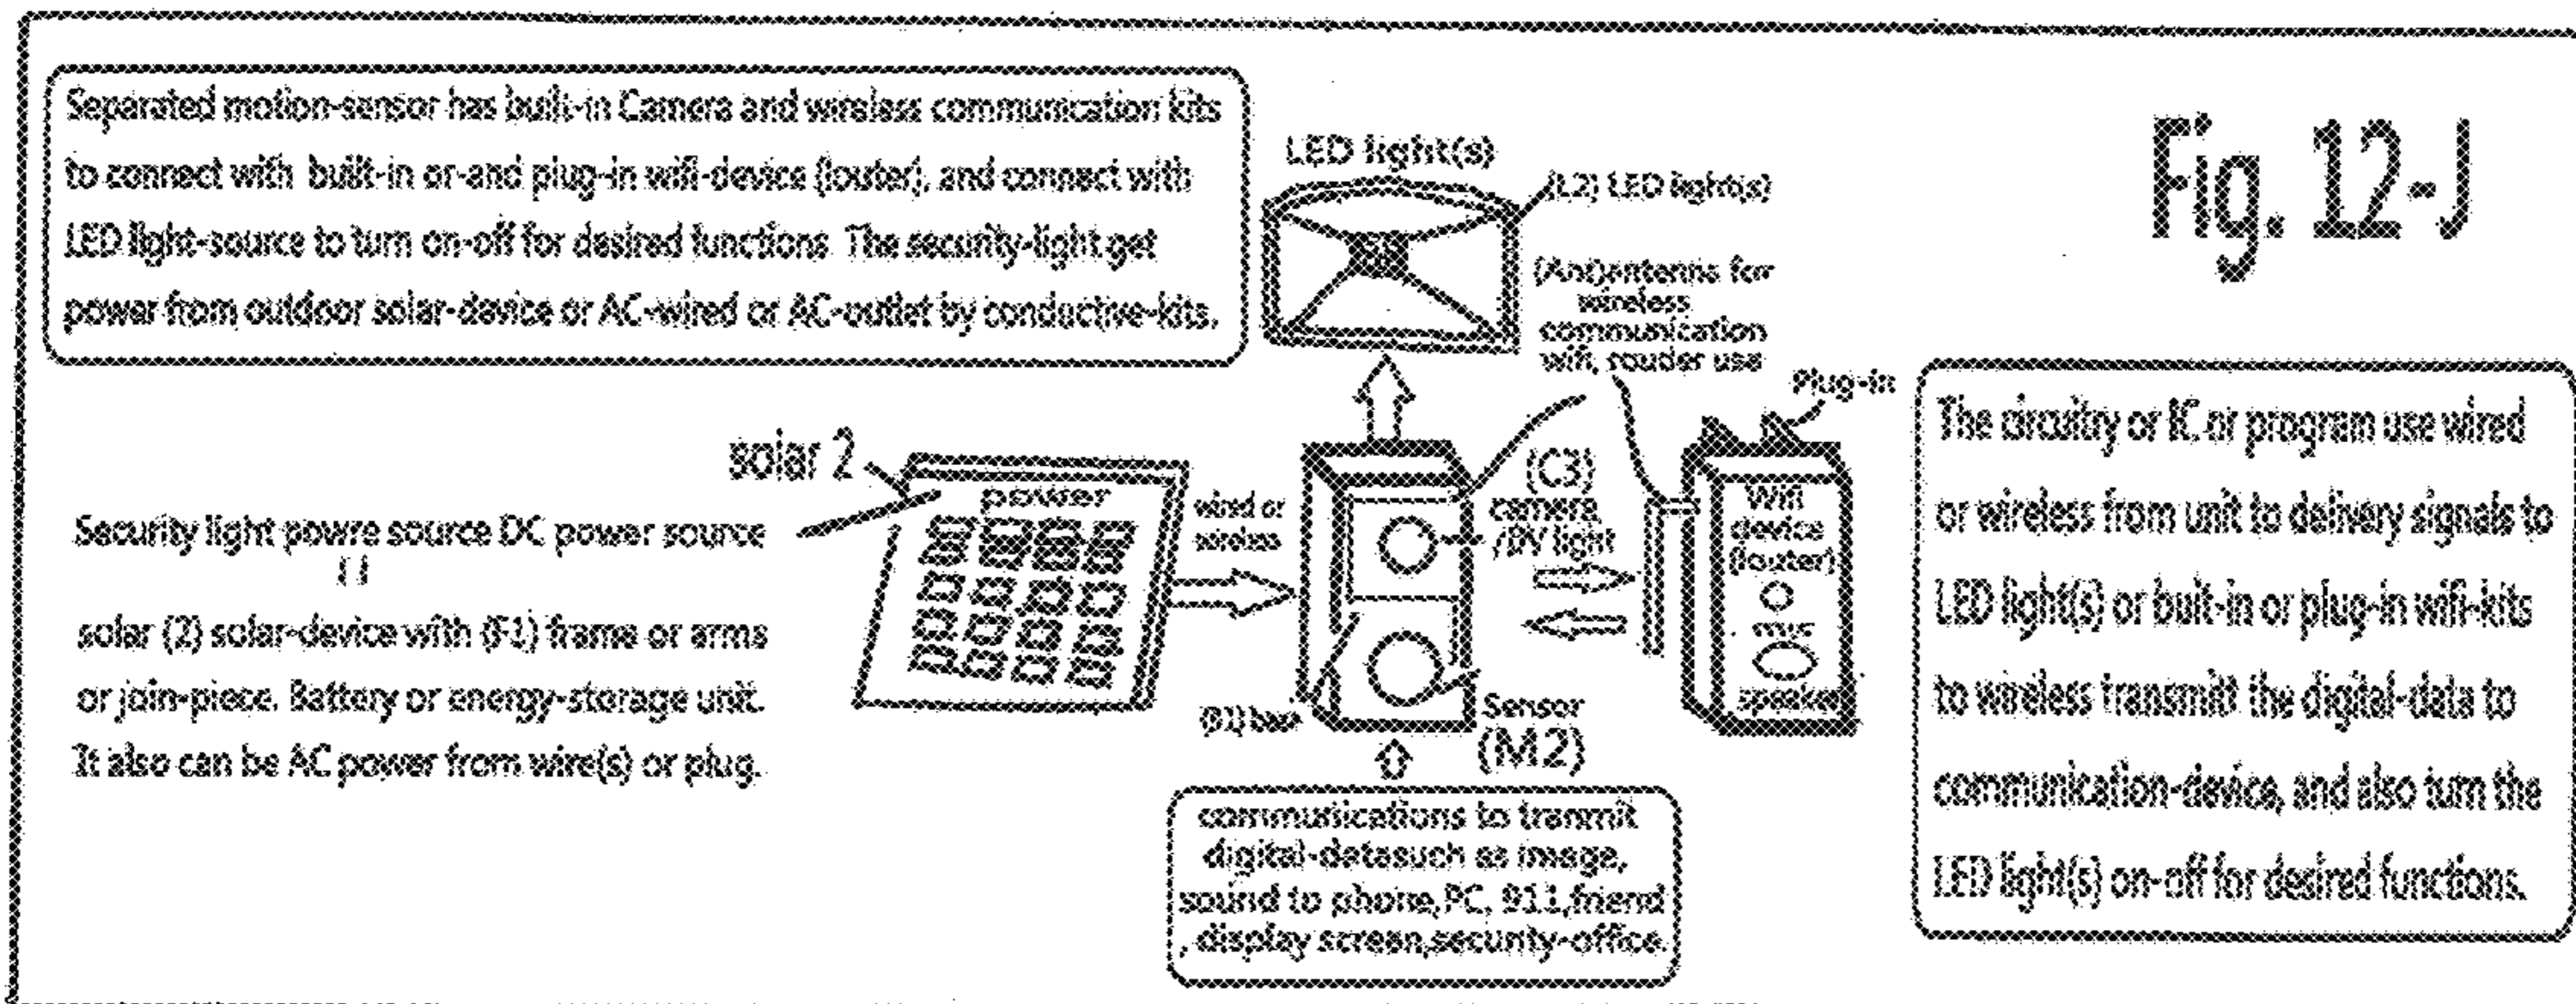 Separated motion-sensor has built-in Camera and wireless communication kits
to connect with built-in or-and plug-in wifi-device (louter), and connect with
LED light-source to turn on-off for desired functions The security-light get
power from outdoor solar-device or AC-wired or AC-outlet by conductive-kits.
Fig. 12-J
LED light(s)
(L2) LED light(s)
(Ant)antenna for
wireless
communication
wifi, rouder use
Plug-in
solar 2
power
Security light powre source DC power source
solar (2) solar-device with (F1) frame or arms
or join-piece. Battery or energy-storage unit.
It also can be AC power from wire(s) or plug.
wired or
wireless
(C3)
camera
/DV light
Wifi
device
(louter)
mic
speaker
Sensor
(M2)
communications to tranmit
digital-datasuch as image,
sound to phone,PC, 911,friend
, display screen,security-office.
The circuitry or IC or program use wired
or wireless from unit to delivery signals to
LED light(s) or buit-in or plug-in wifi-kits
to wireless transmitt the digital-data to
communication-device, and also turn the
LED light(s) on-off for desired functions.